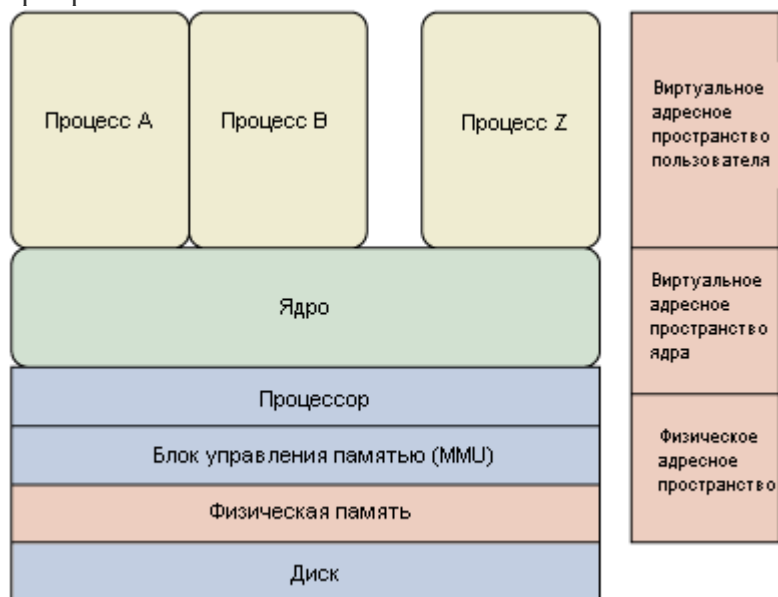 Процесс A
Процесс B
Процесс Z
Виртуальное
адресное
пространство
пользователя
Ядро
Виртуальное
адресное
пространство
ядра
Процессор
Блок управления памятью (MMU)
Физическая память
Диск
Физическое
адресное
пространство